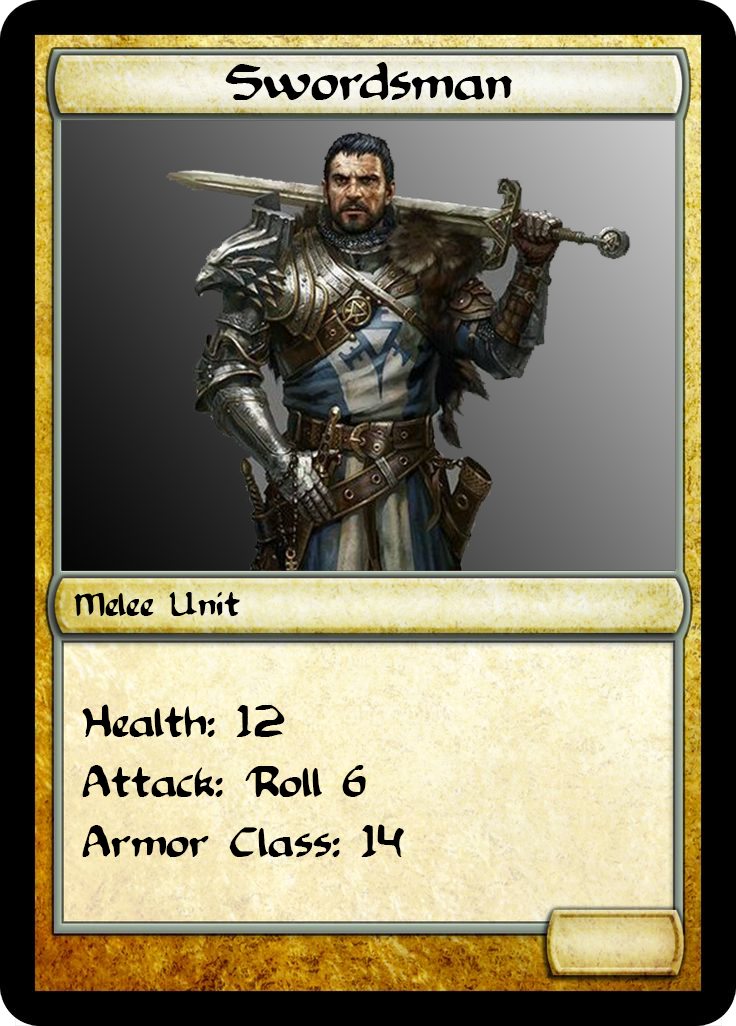 Swordsman
Melee Unit
Health: 12
Attack: Roll 6
Armor Class: 14